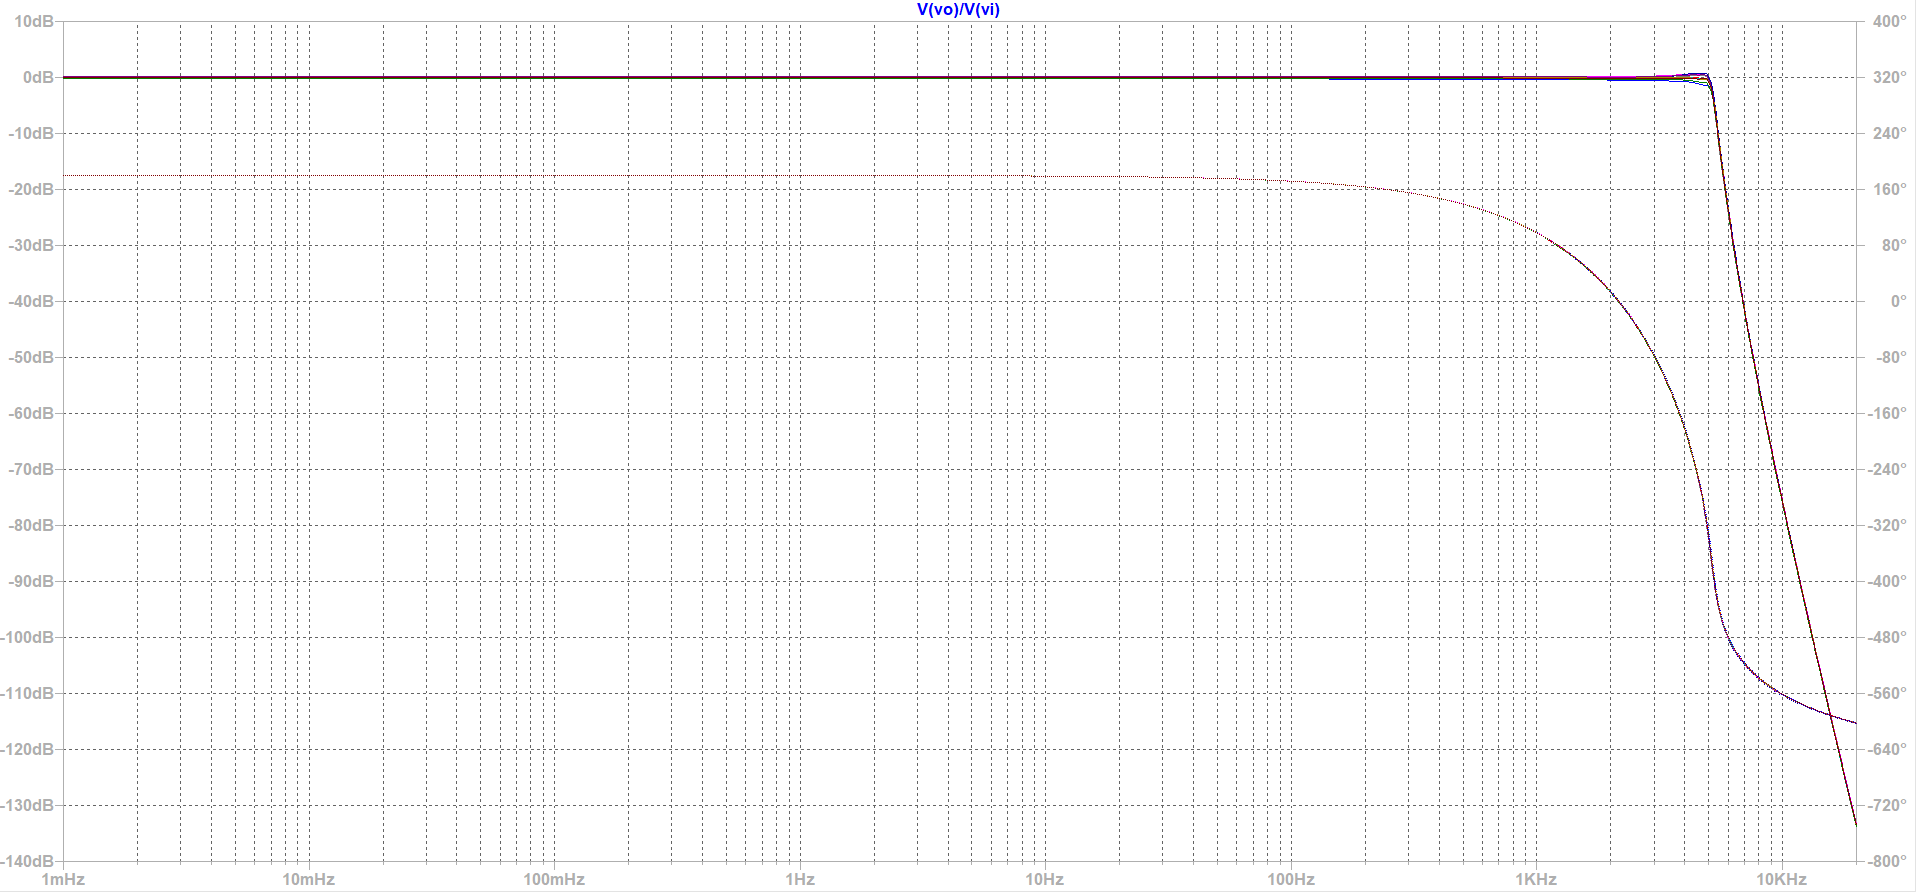 V(vo)/V(vi)
10dB 400°
0dB 320°
-10dB 240°
-20dB 160°
-30dB 80°
-40dB 0°
-50dB -80°
-60dB -160°
-70dB -240°
-80dB -320°
-90dB -400°
-100dB -480°
-110dB -560°
-120dB -640°
-130dB -720°
-140dB -800°
1mHz 10mHz 100mHz 1Hz 10Hz 100Hz 1KHz 10KHz